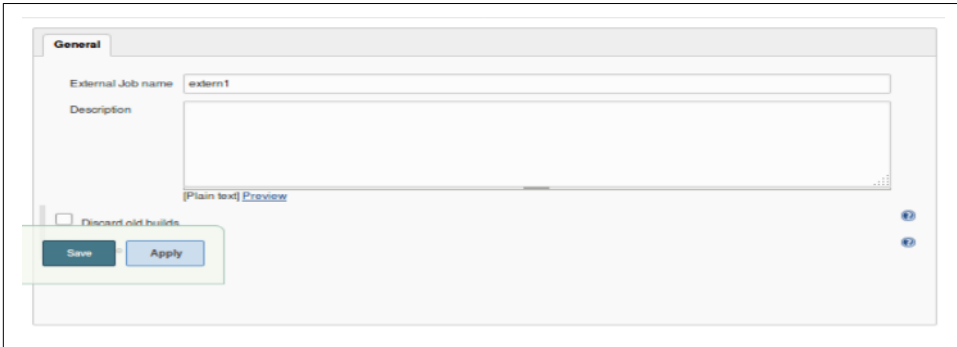 General
External Job name extern1
Description
[Plain text] Preview
Discard old builds
Save Apply